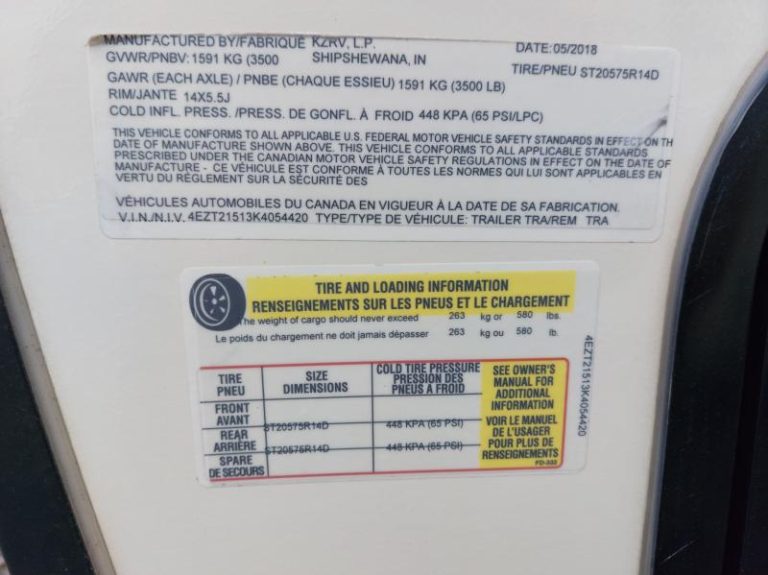 MANUFACTURED BY/FABRIQUE KZRV, L.P. DATE: 05/2018
GVWR/PNBV: 1591 KG (3500 SHIPSHEWANA, IN TIRE/PNEU ST20575R14D
GAWR (EACH AXLE) / PNBE (CHAQUE ESSIEU) 1591 KG (3500 LB)
RIM/JANTE 14X5.5J
COLD INFL. PRESS. /PRESS. DE GONFL. À FROID 448 KPA (65 PSI/LPC)
THIS VEHICLE CONFORMS TO ALL APPLICABLE U.S. FEDERAL MOTOR VEHICLE SAFETY STANDARDS IN EFFECT ON THE
DATE OF MANUFACTURE SHOWN ABOVE. THIS VEHICLE CONFORMS TO ALL APPLICABLE STANDARDS
PRESCRIBED UNDER THE CANADIAN MOTOR VEHICLE SAFETY REGULATIONS IN EFFECT ON THE DATE OF
MANUFACTURE - CE VÉHICULE EST CONFORME À TOUTES LES NORMES QUI LUI SONT APPLICABLES EN
VERTU DU RÉGLEMENT SUR LA SÉCURITÉ DES
VÉHICULES AUTOMOBILES DU CANADA EN VIGUEUR À LA DATE DE SA FABRICATION.
V.I.N./N.I.V. 4EZT21513K4054420 TYPE/TYPE DE VÉHICULE: TRAILER TRA/REM TRA
TIRE AND LOADING INFORMATION
RENSEIGNEMENTS SUR LES PNEUS ET LE CHARGEMENT
The weight of cargo should never exceed 263 kg or 580 lbs.
Le poids du chargement ne doit jamais dépasser 263 kg ou 580 lb.
TIRE
PNEU
SIZE
DIMENSIONS
COLD TIRE PRESSURE
PRESSION DES
PNEUS A FROID
FRONT
AVANT
ST20575R14D
448 KPA (65 PSI)
REAR
ARRIÈRE
ST20575R14D
448 KPA (65 PSI)
SPARE
DE SECOURS
SEE OWNER'S
MANUAL FOR
ADDITIONAL
INFORMATION
VOIR LE MANUEL
DE L'USAGER
POUR PLUS DE
RENSEIGNEMENTS
FD-332
4EZT21513K4054420